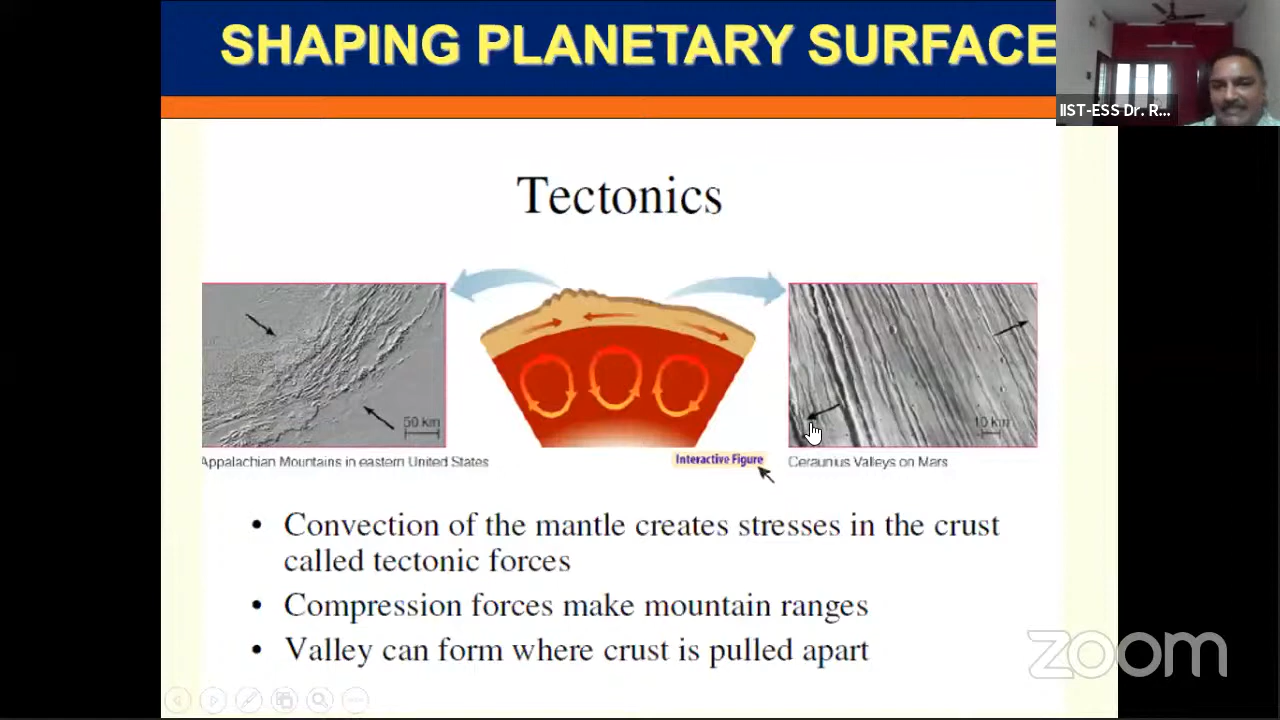 SHAPING PLANETARY SURFACE
IIST-ESS Dr. R...
Tectonics
50 km
10 km
Appalachian Mountains in eastern United States
Interactive Figure
Ceraunius Valleys on Mars
• Convection of the mantle creates stresses in the crust
called tectonic forces
• Compression forces make mountain ranges
• Valley can form where crust is pulled apart
zoom